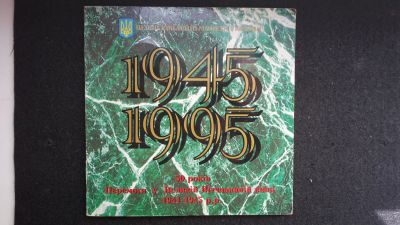 1945
1995
50 років
Перемоги у Великій Вітчизняній війні
1941-1945 р.р.